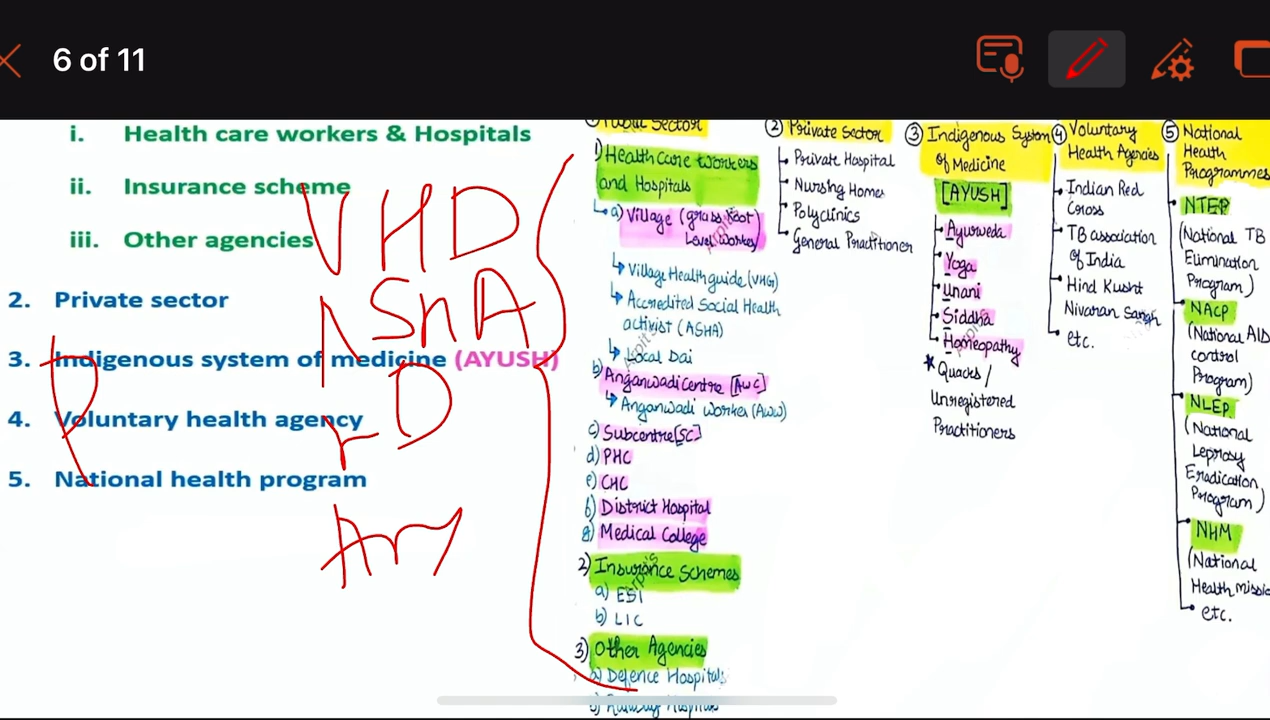 6 of 11
i. Health care workers & Hospitals
ii. Insurance scheme
iii. Other agencies
2. Private sector
3. Indigenous system of medicine (AYUSH)
4. Voluntary health agency
5. National health program
VHD
D
① Public Sector
1) Health care workers
and Hospitals
a) Village (grass root
Level Worker)
Village Health guide (VHG)
Accredited Social Health
activist (ASHA)
Local Dai
b) Anganwadi Centre [AWC]
Anganwadi Worker (AWW)
c) Subcentre [SC]
d) PHC
e) CHC
f) District Hospital
g) Medical College
2) Insurance Schemes
a) ESI
b) LIC
3) Other Agencies
a) Defence Hospitals
b) Railway Hospitals
② Private Sector
Private Hospital
Nursing Homes
Polyclinics
General Practitioner
③ Indigenous System
of Medicine
[AYUSH]
Ayurveda
Yoga
Unani
Siddha
Homeopathy
* Quacks /
Unregistered
Practitioners
④ Voluntary
Health Agencies
Indian Red
Cross
TB association
of India
Hind Kusht
Nivaran Sangh
etc.
⑤ National
Health
Programmes
NTEP
(National TB
Elimination
Program)
NACP
(National AID
control
Program)
NLEP
(National
Leprosy
Eradication
Program)
NHM
(National
Health missio
etc.